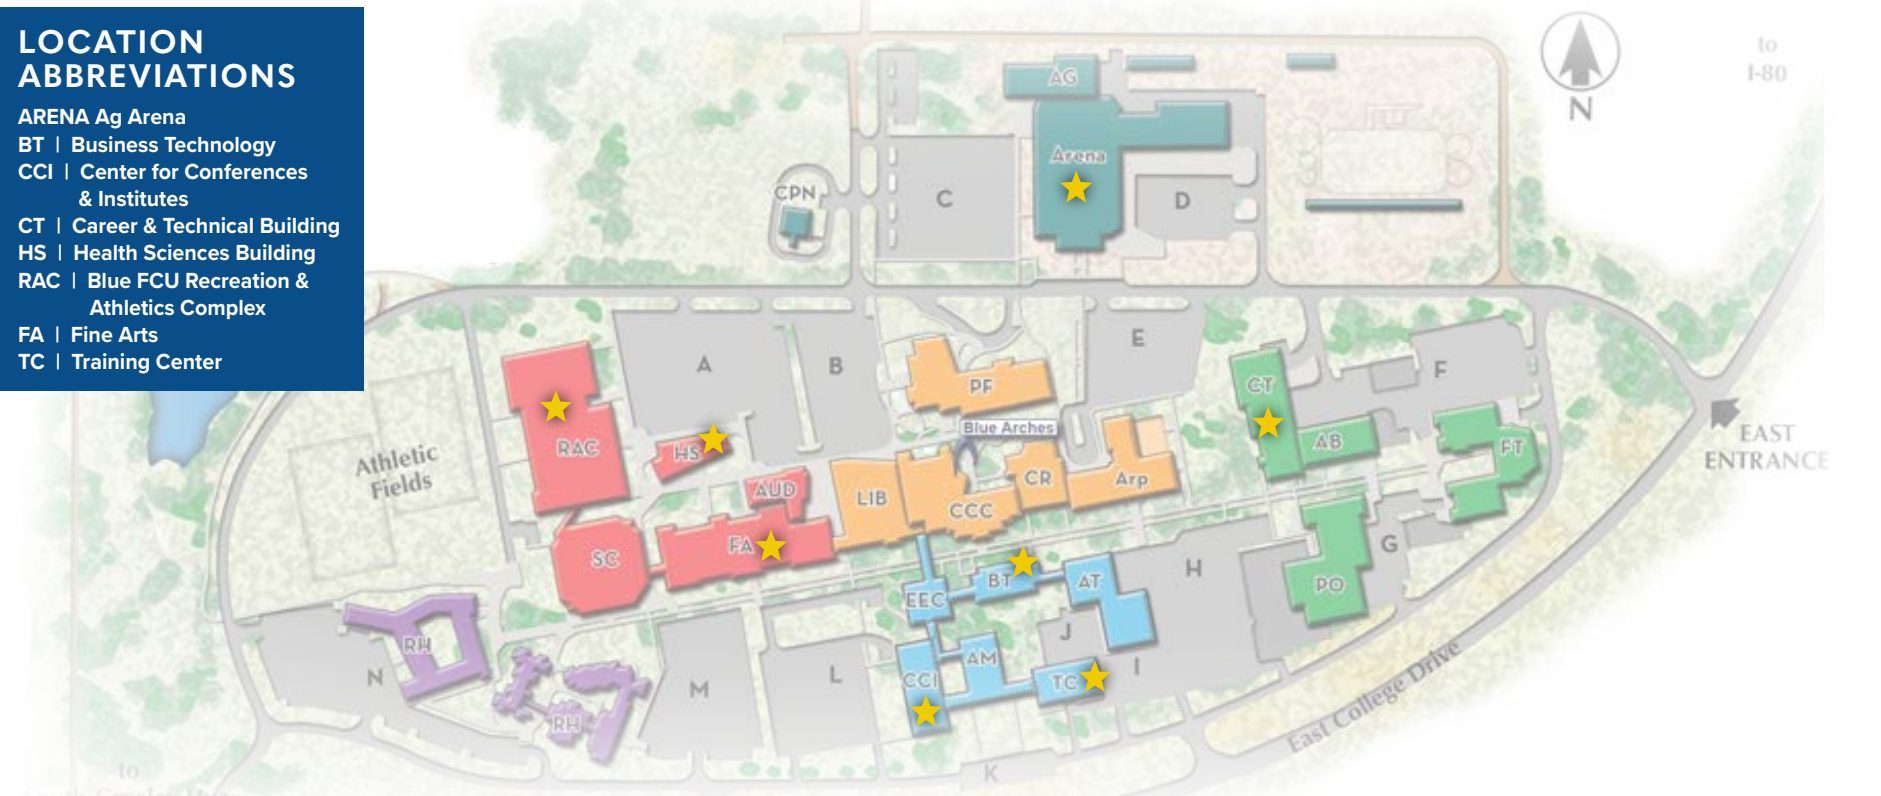 LOCATION
ABBREVIATIONS
ARENA Ag Arena
BT | Business Technology
CCI | Center for Conferences
& Institutes
CT | Career & Technical Building
HS | Health Sciences Building
RAC | Blue FCU Recreation &
Athletics Complex
FA | Fine Arts
TC | Training Center
to
I-80
N
AG
Arena
CPN
C
D
A
B
E
F
PF
CT
Blue Arches
RAC
HS
AB
FT
EAST
ENTRANCE
Athletic
Fields
AUD
LIB
CCC
CR
Arp
SC
FA
G
H
PO
BT
AT
EEC
J
RH
N
M
L
CCI
AM
TC
I
RH
East College Drive
K
to